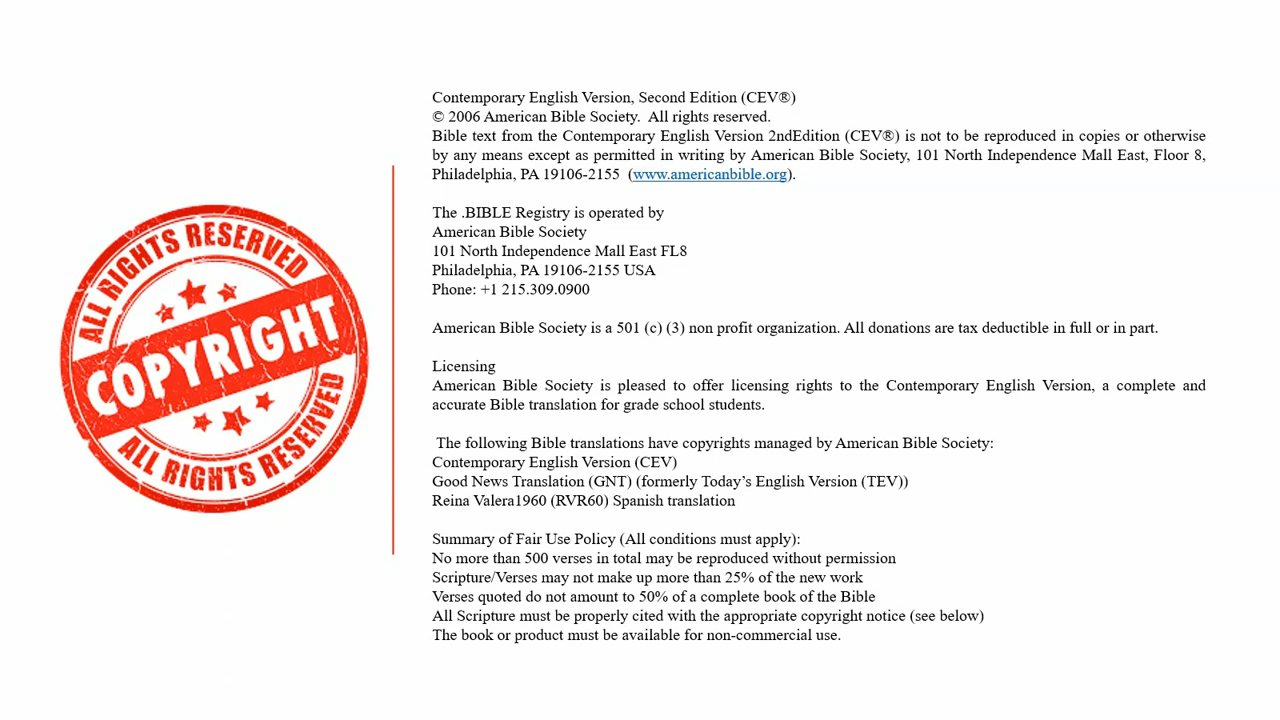 ALL RIGHTS RESERVED
COPYRIGHT
ALL RIGHTS RESERVED
Contemporary English Version, Second Edition (CEV®)
© 2006 American Bible Society.  All rights reserved.
Bible text from the Contemporary English Version 2ndEdition (CEV®) is not to be reproduced in copies or otherwise
by any means except as permitted in writing by American Bible Society, 101 North Independence Mall East, Floor 8,
Philadelphia, PA 19106-2155  (www.americanbible.org).
The .BIBLE Registry is operated by
American Bible Society
101 North Independence Mall East FL8
Philadelphia, PA 19106-2155 USA
Phone: +1 215.309.0900
American Bible Society is a 501 (c) (3) non profit organization. All donations are tax deductible in full or in part.
Licensing
American Bible Society is pleased to offer licensing rights to the Contemporary English Version, a complete and
accurate Bible translation for grade school students.
The following Bible translations have copyrights managed by American Bible Society:
Contemporary English Version (CEV)
Good News Translation (GNT) (formerly Today’s English Version (TEV))
Reina Valera1960 (RVR60) Spanish translation
Summary of Fair Use Policy (All conditions must apply):
No more than 500 verses in total may be reproduced without permission
Scripture/Verses may not make up more than 25% of the new work
Verses quoted do not amount to 50% of a complete book of the Bible
All Scripture must be properly cited with the appropriate copyright notice (see below)
The book or product must be available for non-commercial use.